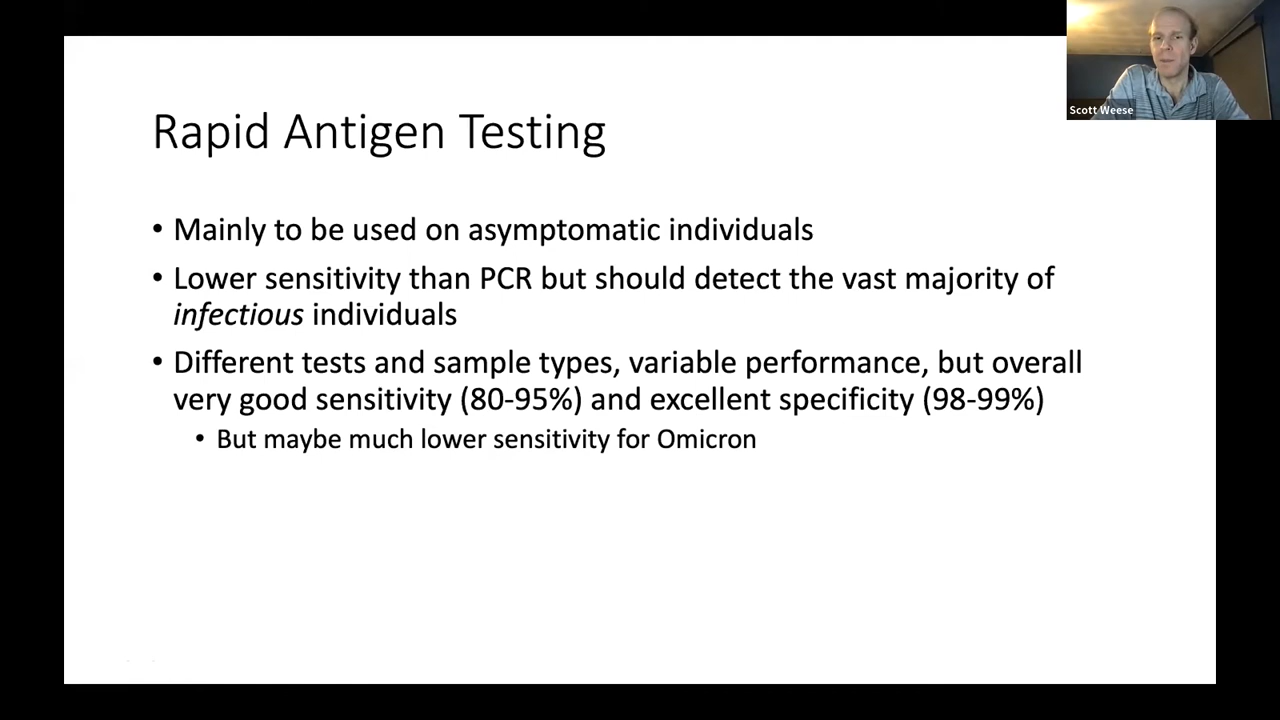 Scott Weese
Rapid Antigen Testing
• Mainly to be used on asymptomatic individuals
• Lower sensitivity than PCR but should detect the vast majority of
infectious individuals
• Different tests and sample types, variable performance, but overall
very good sensitivity (80-95%) and excellent specificity (98-99%)
• But maybe much lower sensitivity for Omicron